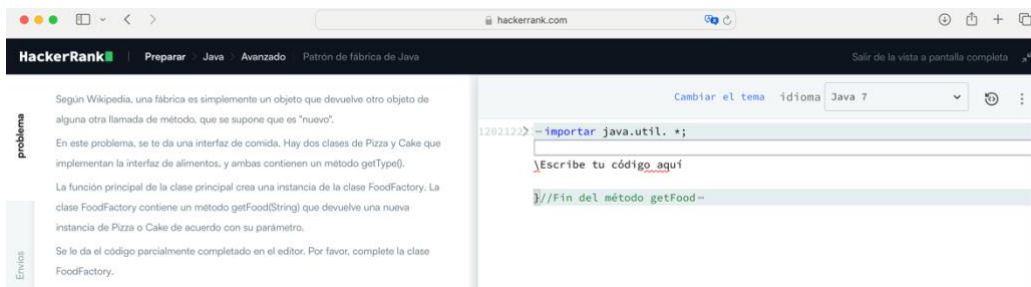 hackerrank.com
HackerRank | Preparar > Java > Avanzado > Patrón de fábrica de Java
Salir de la vista a pantalla completa
problema
Envíos
Según Wikipedia, una fábrica es simplemente un objeto que devuelve otro objeto de
alguna otra llamada de método, que se supone que es "nuevo".
En este problema, se te da una interfaz de comida. Hay dos clases de Pizza y Cake que
implementan la interfaz de alimentos, y ambas contienen un método getType().
La función principal de la clase principal crea una instancia de la clase FoodFactory. La
clase FoodFactory contiene un método getFood(String) que devuelve una nueva
instancia de Pizza o Cake de acuerdo con su parámetro.
Se le da el código parcialmente completado en el editor. Por favor, complete la clase
FoodFactory.
Cambiar el tema idioma Java 7
importar java.util. *;
\Escribe tu código aquí
}//Fin del método getFood